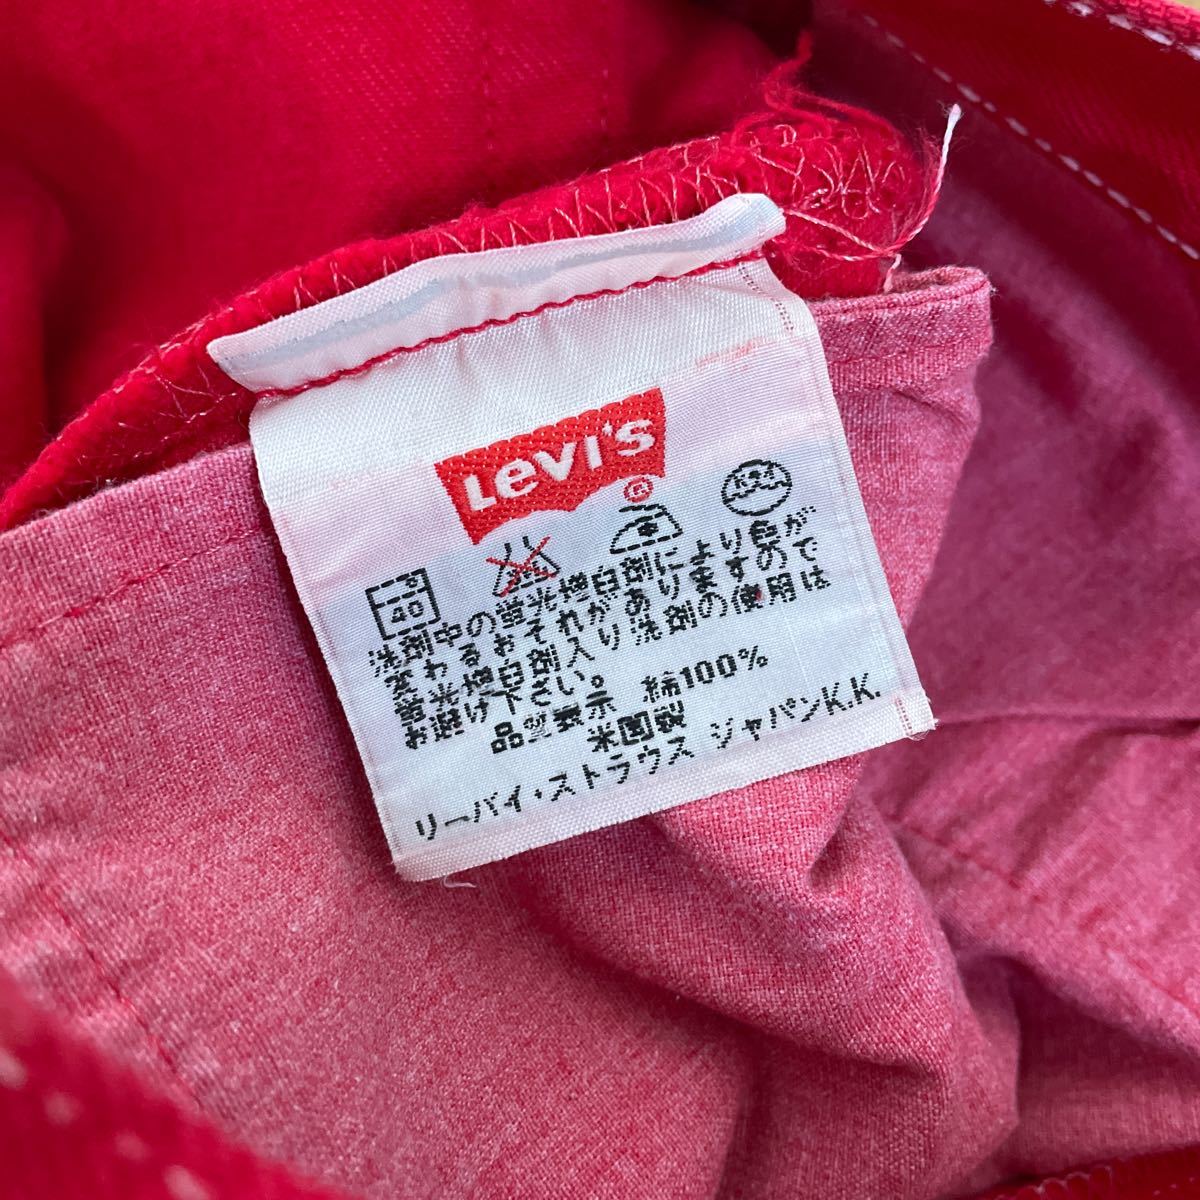 Levi's
®
40
洗剤中の蛍光増白剤により色が
変わるおそれがありますので
蛍光増白剤入り洗剤の使用は
お避け下さい。
品質表示 綿100%
米国製
リーバイ・ストラウス ジャパンK.K.